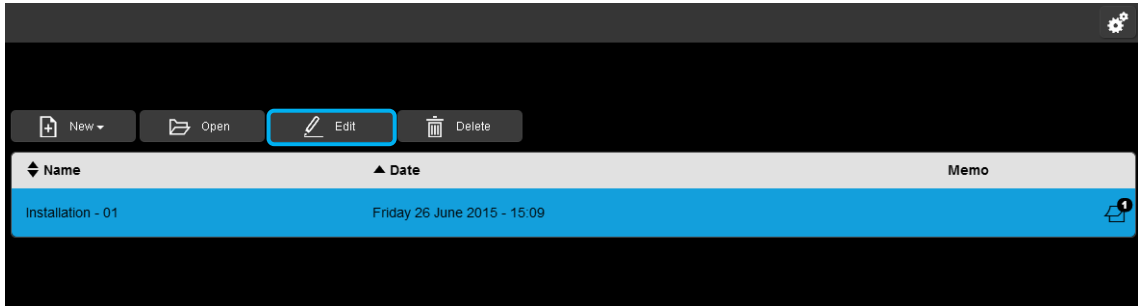 New Open Edit Delete
Name Date Memo
Installation - 01 Friday 26 June 2015 - 15:09 1